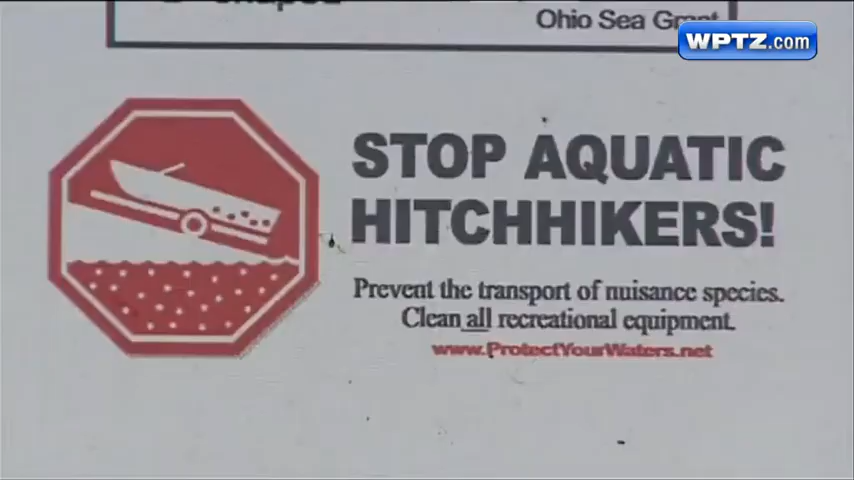 Ohio Sea Grant
WPTZ.com
STOP AQUATIC
HITCHHIKERS!
Prevent the transport of nuisance species.
Clean all recreational equipment.
www.ProtectYourWaters.net